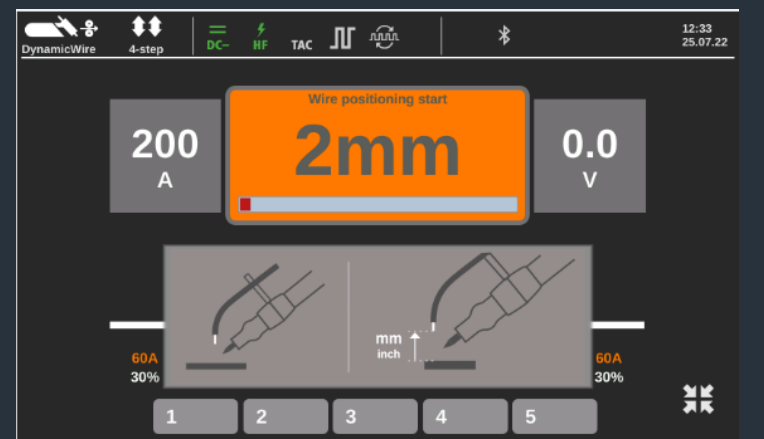 DynamicWire
4-step
DC-
HF
TAC
12:33
25.07.22
Wire positioning start
200
A
2mm
0.0
V
mm
inch
60A
30%
60A
30%
1
2
3
4
5